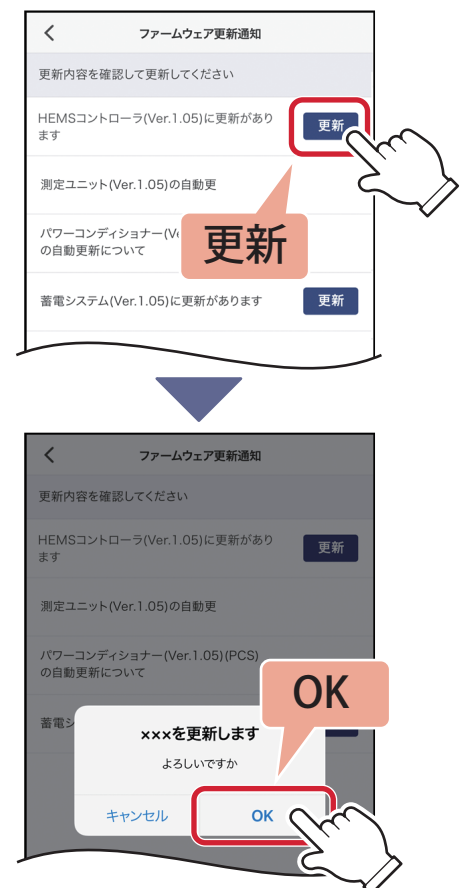 ファームウェア更新通知
更新内容を確認して更新してください
HEMSコントローラ(Ver.1.05)に更新があり
ます
更新
測定ユニット(Ver.1.05)の自動更
パワーコンディショナー(Ve
の自動更新について
更新
蓄電システム(Ver.1.05)に更新があります
更新
ファームウェア更新通知
更新内容を確認してください
HEMSコントローラ(Ver.1.05)に更新があり
ます
更新
測定ユニット(Ver.1.05)の自動更
パワーコンディショナー(Ver.1.05)(PCS)
の自動更新について
OK
蓄電シ
×××を更新します
よろしいですか
キャンセル
OK